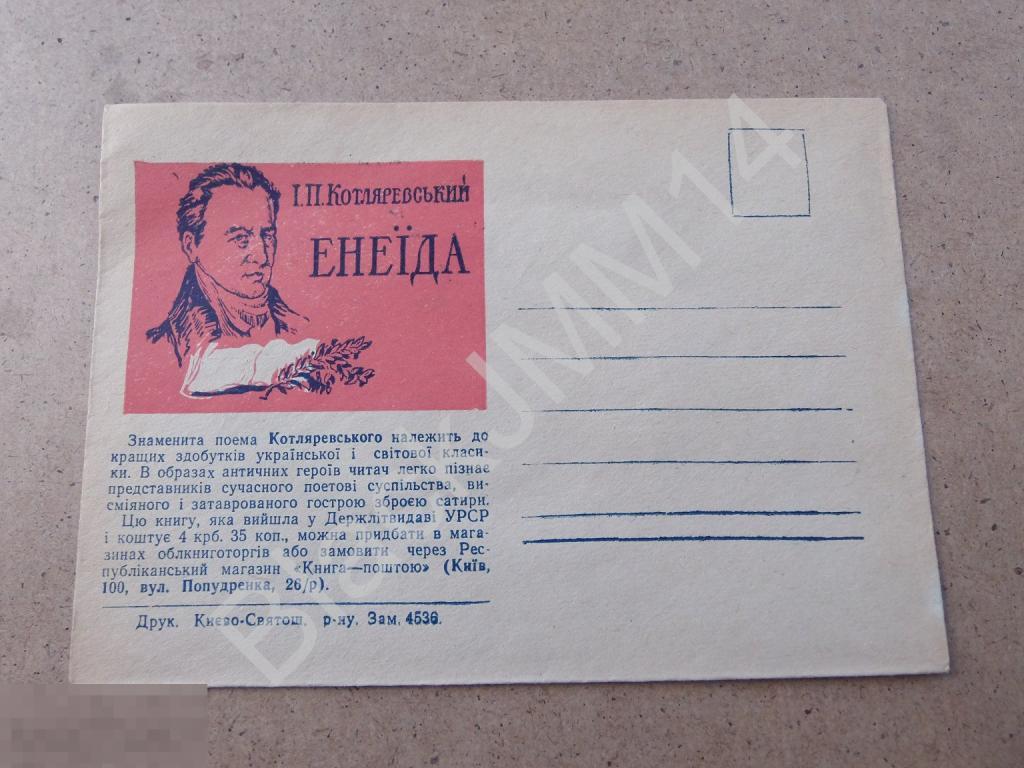 І.П.Котляревський
ЕНЕЇДА
Знаменита поема Котляревського належить до
кращих здобутків української і світової класи-
ки. В образах античних героїв читач легко пізнає
представників сучасного поетові суспільства, ви-
сміяного і затаврованого гострою зброєю сатири.
Цю книгу, яка вийшла у Держлітвидаві УРСР
і коштує 4 крб. 35 коп., можна придбати в мага-
зинах облкниготоргів або замовити через Рес-
публіканський магазин «Книга—поштою» (Київ,
100, вул. Попудренка, 26/р).
Друк. Києво-Святош. р-ну. Зам. 4536.